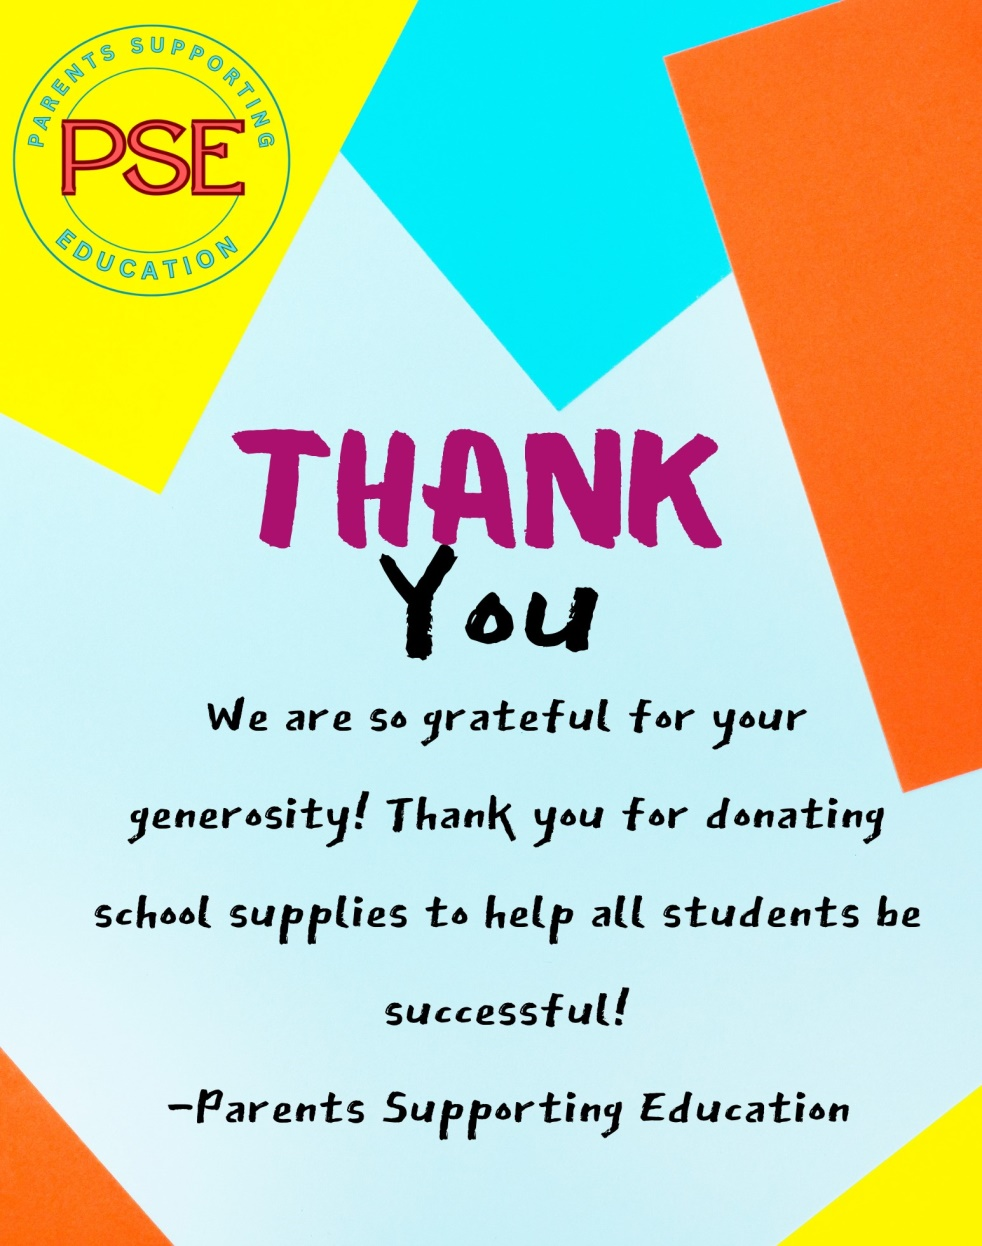 PARENTS SUPPORTING
PSE
EDUCATION
THANK
You
We are so grateful for your
generosity! Thank you for donating
school supplies to help all students be
successful!
-Parents Supporting Education